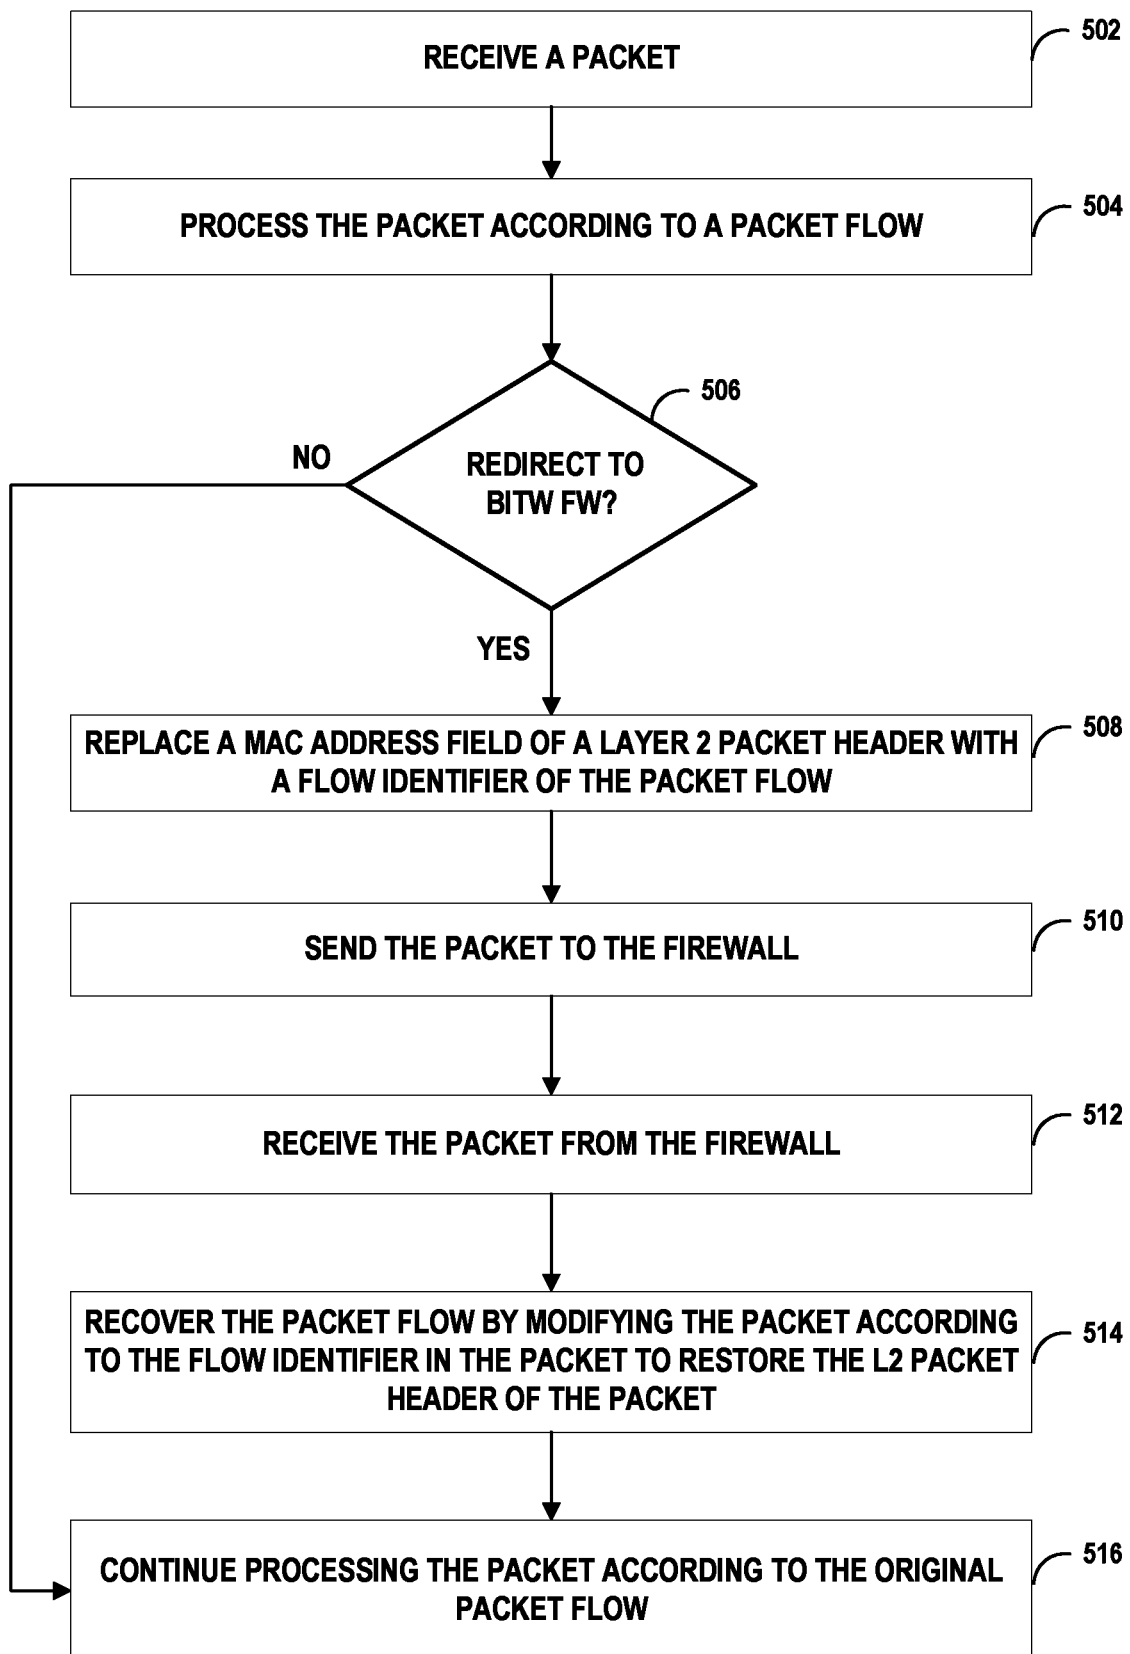 502
RECEIVE A PACKET
504
PROCESS THE PACKET ACCORDING TO A PACKET FLOW
506
NO
REDIRECT TO
BITW FW?
YES
508
REPLACE A MAC ADDRESS FIELD OF A LAYER 2 PACKET HEADER WITH
A FLOW IDENTIFIER OF THE PACKET FLOW
510
SEND THE PACKET TO THE FIREWALL
512
RECEIVE THE PACKET FROM THE FIREWALL
514
RECOVER THE PACKET FLOW BY MODIFYING THE PACKET ACCORDING
TO THE FLOW IDENTIFIER IN THE PACKET TO RESTORE THE L2 PACKET
HEADER OF THE PACKET
516
CONTINUE PROCESSING THE PACKET ACCORDING TO THE ORIGINAL
PACKET FLOW